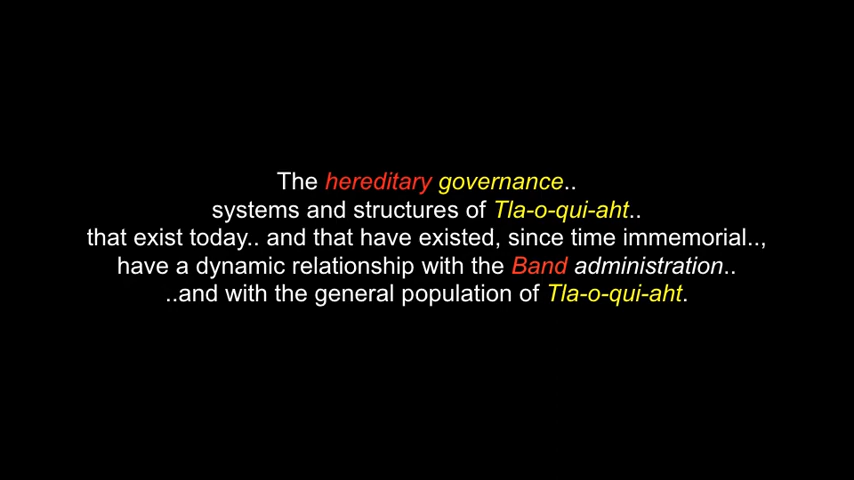 The hereditary governance..
systems and structures of Tla-o-qui-aht..
that exist today.. and that have existed, since time immemorial..,
have a dynamic relationship with the Band administration..
..and with the general population of Tla-o-qui-aht.